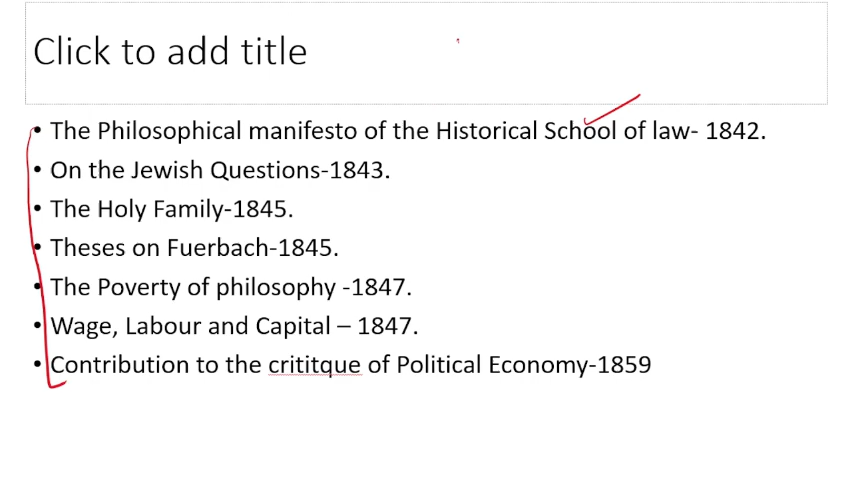 Click to add title
• The Philosophical manifesto of the Historical School of law- 1842.
• On the Jewish Questions-1843.
• The Holy Family-1845.
• Theses on Fuerbach-1845.
• The Poverty of philosophy -1847.
• Wage, Labour and Capital – 1847.
• Contribution to the crititque of Political Economy-1859